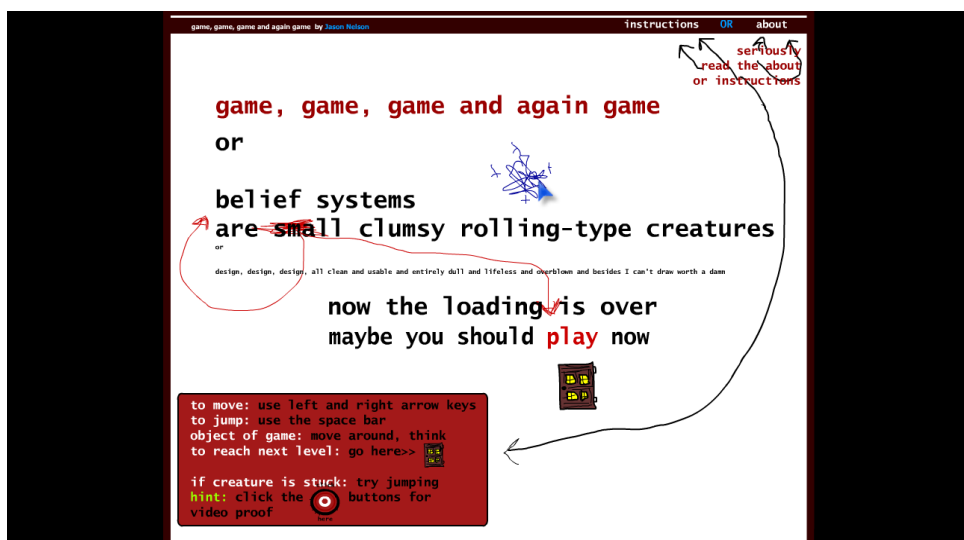 game, game, game and again game by Jason Nelson
instructions OR about
seriously
read the about
or instructions
game, game, game and again game
or
belief systems
are small clumsy rolling-type creatures
or
design, design, design, all clean and usable and entirely dull and lifeless and overblown and besides I can't draw worth a damn
now the loading is over
maybe you should play now
to move: use left and right arrow keys
to jump: use the space bar
object of game: move around, think
to reach next level: go here>>
if creature is stuck: try jumping
hint: click the buttons for
video proof
here